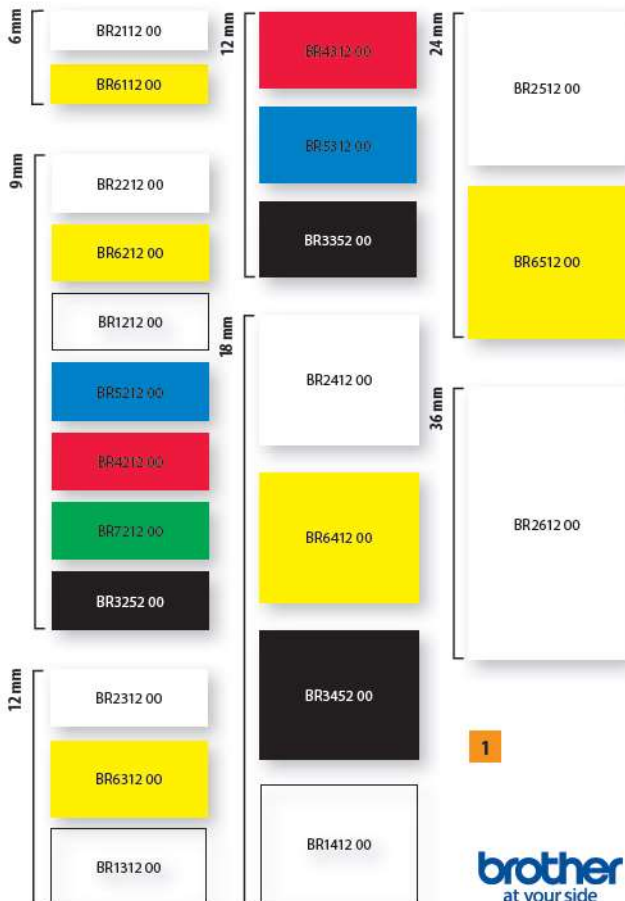 6 mm
BR2112 00
BR6112 00
9 mm
BR2212 00
BR6212 00
BR1212 00
BR5212 00
BR4212 00
BR7212 00
BR3252 00
12 mm
BR2312 00
BR6312 00
BR1312 00
12 mm
BR4312 00
BR5312 00
BR3352 00
18 mm
BR2412 00
BR6412 00
BR3452 00
BR1412 00
24 mm
BR2512 00
BR6512 00
36 mm
BR2612 00
1
brother
at your side